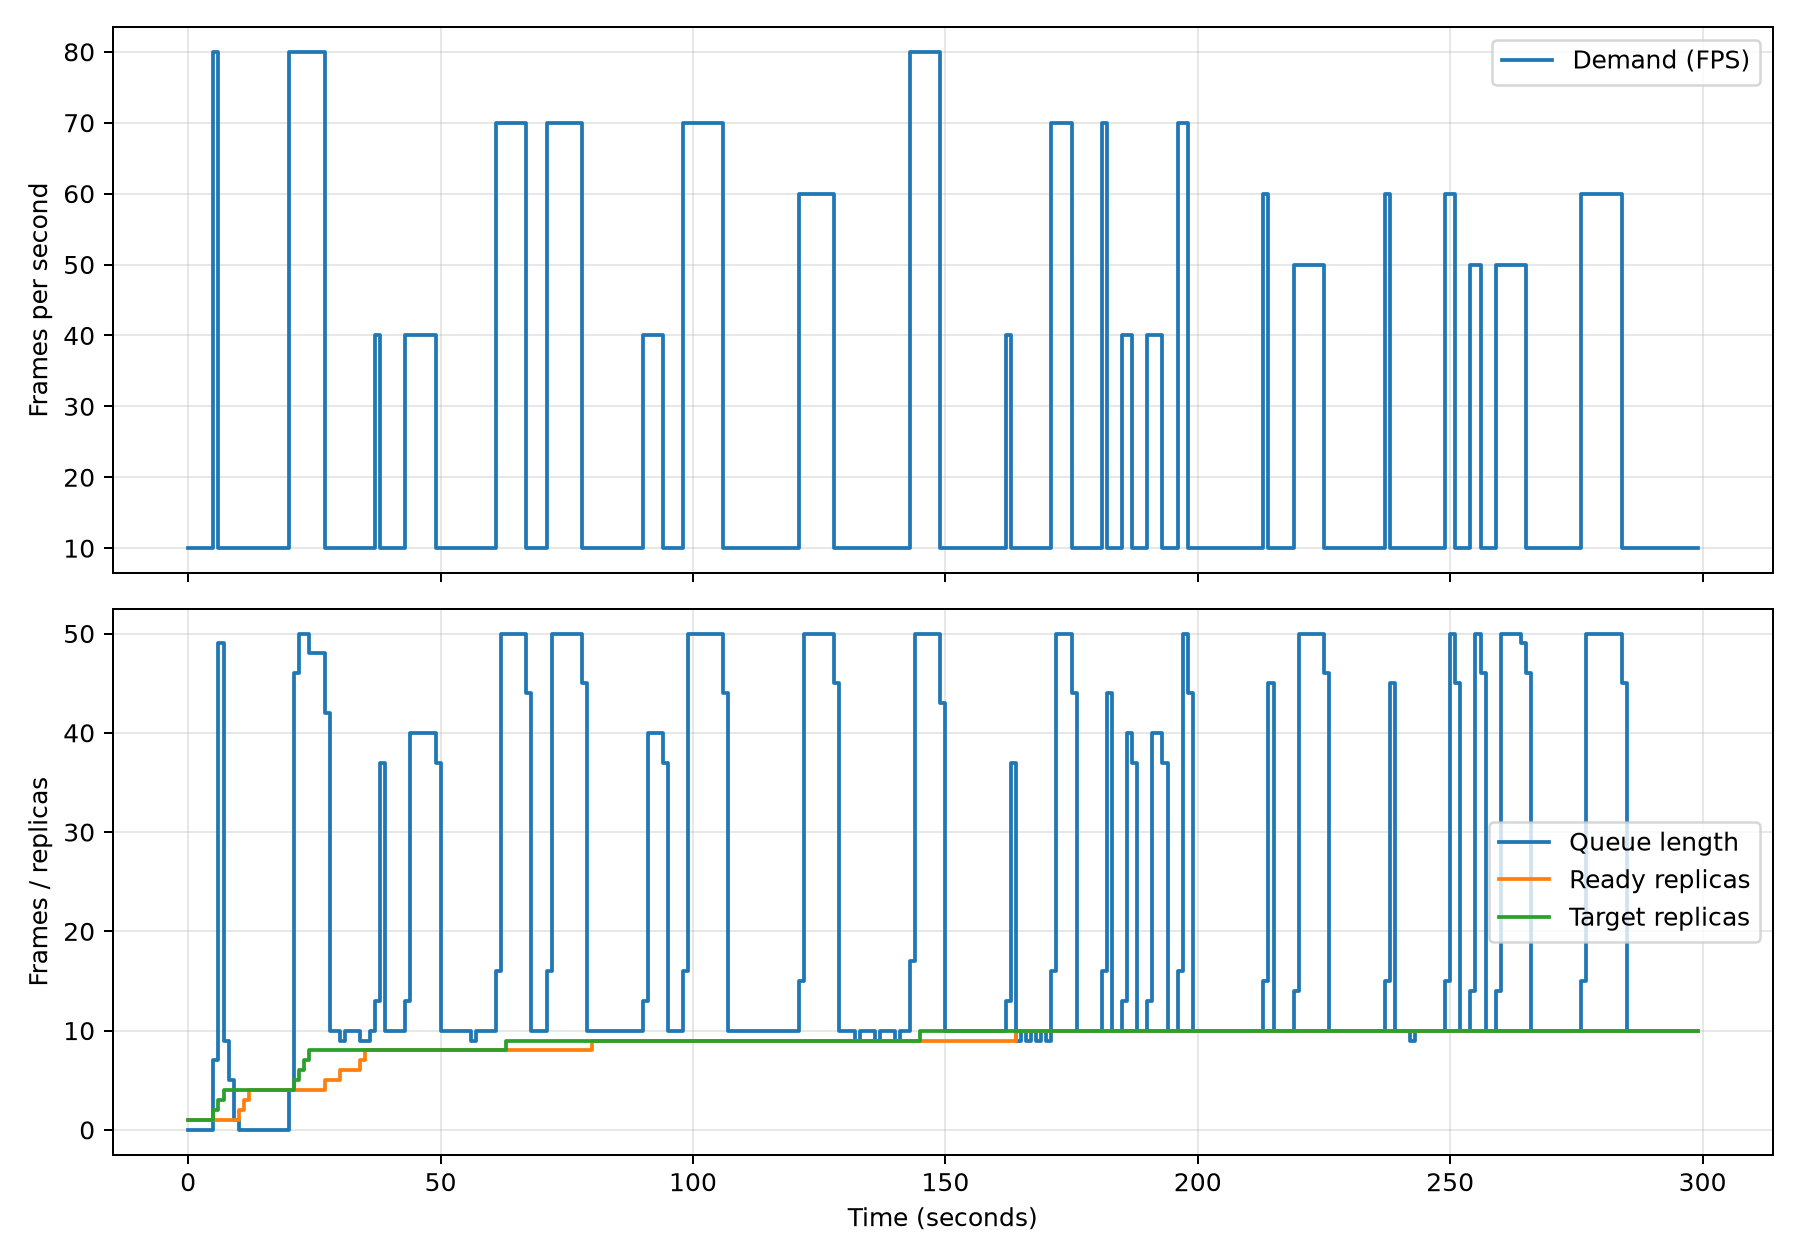 80
70
60
50
40
30
20
10
Frames per second
Demand (FPS)
50
40
30
20
10
0
Frames / replicas
Queue length
Ready replicas
Target replicas
0 50 100 150 200 250 300
Time (seconds)